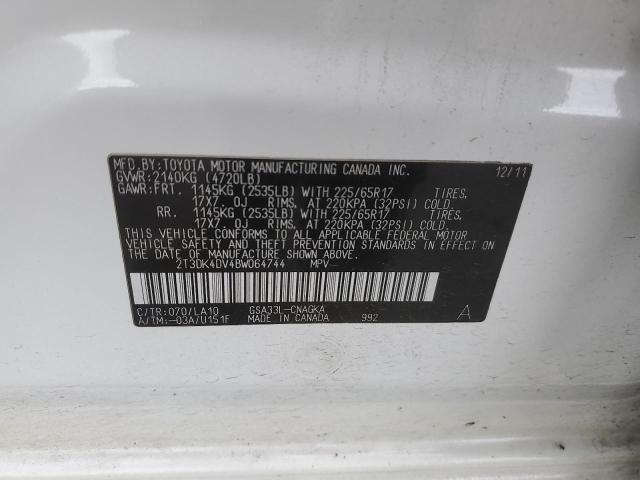 MFD. BY: TOYOTA MOTOR MANUFACTURING CANADA INC. 12/11
GVWR: 2140KG (4720LB)
GAWR: FRT. 1145KG (2535LB) WITH 225/65R17 TIRES,
17X7. 0J RIMS, AT 220KPA (32PSI) COLD.
RR. 1145KG (2535LB) WITH 225/65R17 TIRES,
17X7. 0J RIMS, AT 220KPA (32PSI) COLD.
THIS VEHICLE CONFORMS TO ALL APPLICABLE FEDERAL MOTOR
VEHICLE SAFETY AND THEFT PREVENTION STANDARDS IN EFFECT ON
THE DATE OF MANUFACTURE SHOWN ABOVE.
2T3DK4DV4BW064744 MPV—
C/TR: 070/LA10 GSA33L-CNAGKA
A/TM: -03A/U151F MADE IN CANADA 992 A